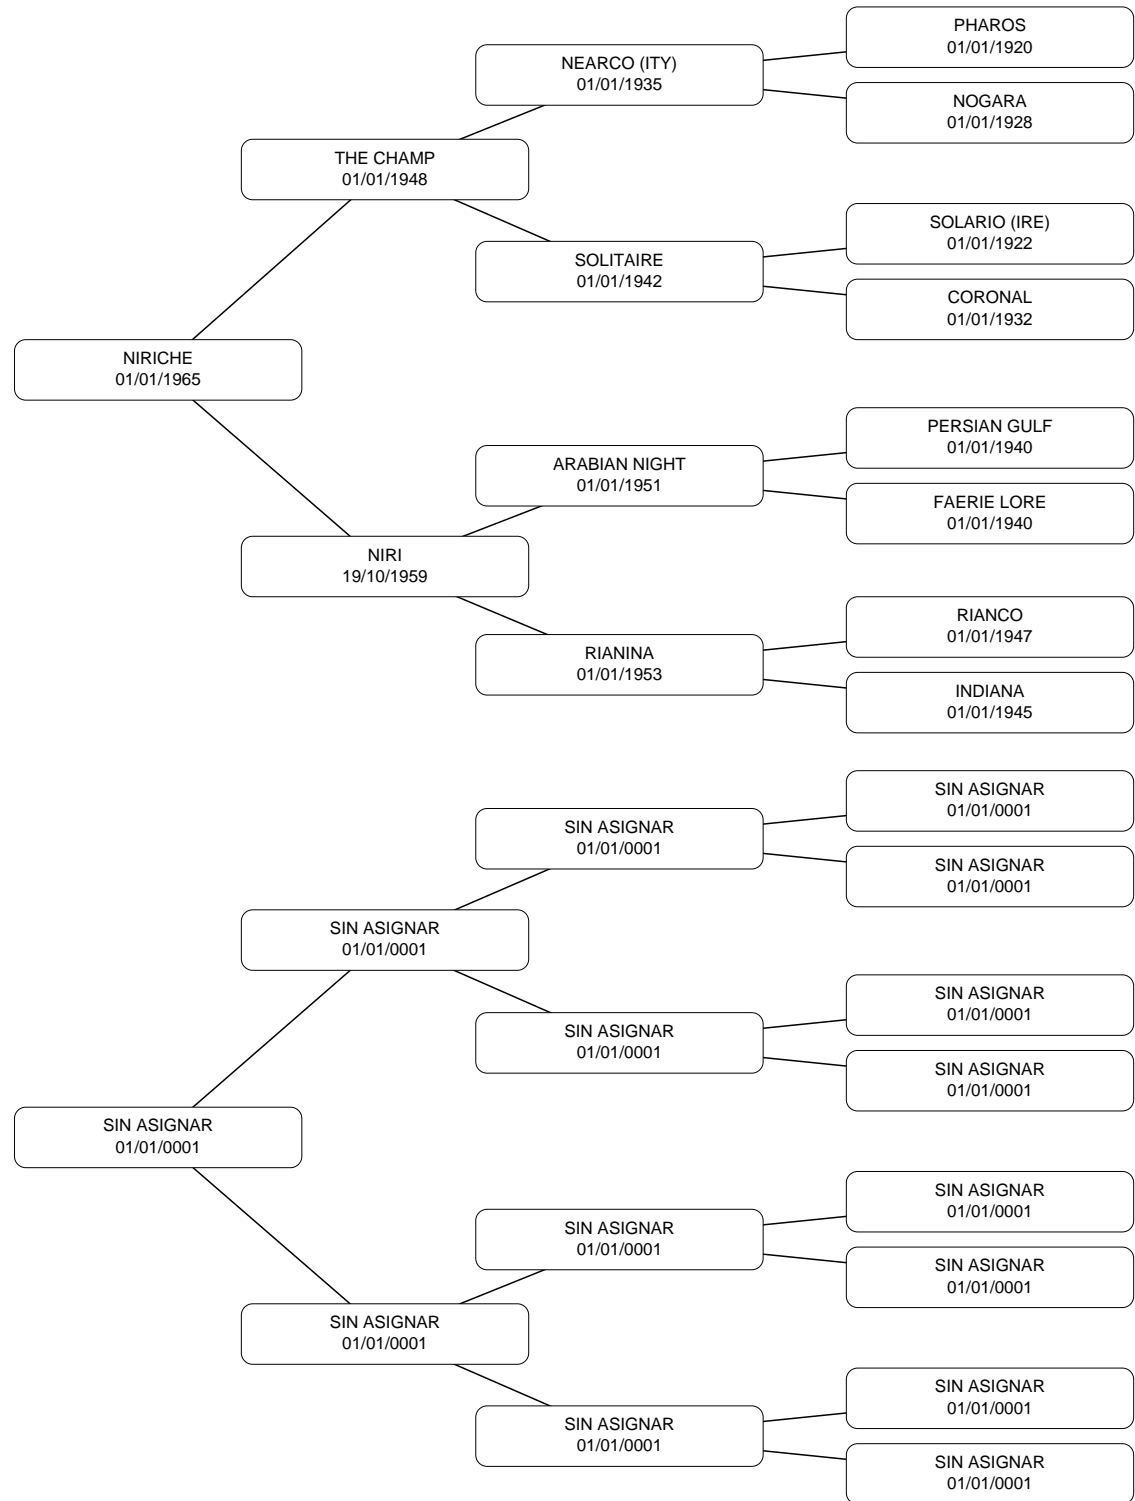 PHAROS
01/01/1920
NEARCO (ITY)
01/01/1935
NOGARA
01/01/1928
THE CHAMP
01/01/1948
SOLARIO (IRE)
01/01/1922
SOLITAIRE
01/01/1942
CORONAL
01/01/1932
NIRICHE
01/01/1965
PERSIAN GULF
01/01/1940
ARABIAN NIGHT
01/01/1951
FAERIE LORE
01/01/1940
NIRI
19/10/1959
RIANCO
01/01/1947
RIANINA
01/01/1953
INDIANA
01/01/1945
SIN ASIGNAR
01/01/0001
SIN ASIGNAR
01/01/0001
SIN ASIGNAR
01/01/0001
SIN ASIGNAR
01/01/0001
SIN ASIGNAR
01/01/0001
SIN ASIGNAR
01/01/0001
SIN ASIGNAR
01/01/0001
SIN ASIGNAR
01/01/0001
SIN ASIGNAR
01/01/0001
SIN ASIGNAR
01/01/0001
SIN ASIGNAR
01/01/0001
SIN ASIGNAR
01/01/0001
SIN ASIGNAR
01/01/0001
SIN ASIGNAR
01/01/0001
SIN ASIGNAR
01/01/0001